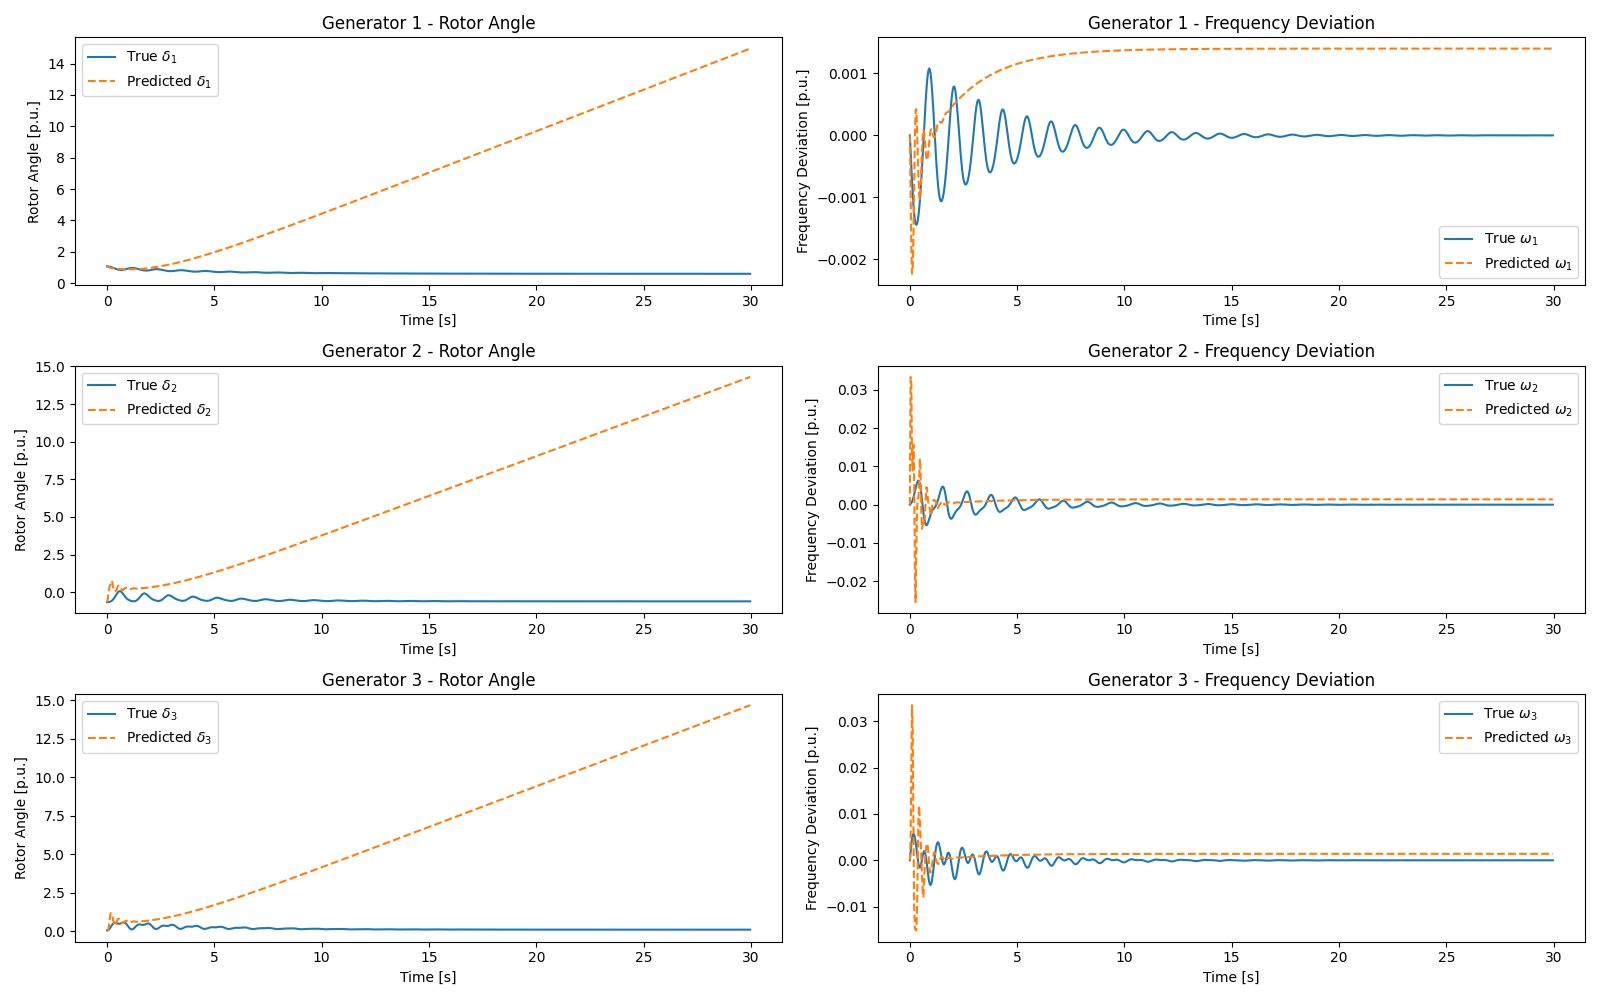 Generator 1 - Rotor Angle
Rotor Angle [p.u.]
14
12
10
8
6
4
2
0
True δ₁
Predicted δ₁
0 5 10 15 20 25 30
Time [s]
Generator 1 - Frequency Deviation
Frequency Deviation [p.u.]
0.001
0.000
−0.001
−0.002
True ω₁
Predicted ω₁
0 5 10 15 20 25 30
Time [s]
Generator 2 - Rotor Angle
Rotor Angle [p.u.]
15.0
12.5
10.0
7.5
5.0
2.5
0.0
True δ₂
Predicted δ₂
0 5 10 15 20 25 30
Time [s]
Generator 2 - Frequency Deviation
Frequency Deviation [p.u.]
0.03
0.02
0.01
0.00
−0.01
−0.02
True ω₂
Predicted ω₂
0 5 10 15 20 25 30
Time [s]
Generator 3 - Rotor Angle
Rotor Angle [p.u.]
15.0
12.5
10.0
7.5
5.0
2.5
0.0
True δ₃
Predicted δ₃
0 5 10 15 20 25 30
Time [s]
Generator 3 - Frequency Deviation
Frequency Deviation [p.u.]
0.03
0.02
0.01
0.00
−0.01
True ω₃
Predicted ω₃
0 5 10 15 20 25 30
Time [s]